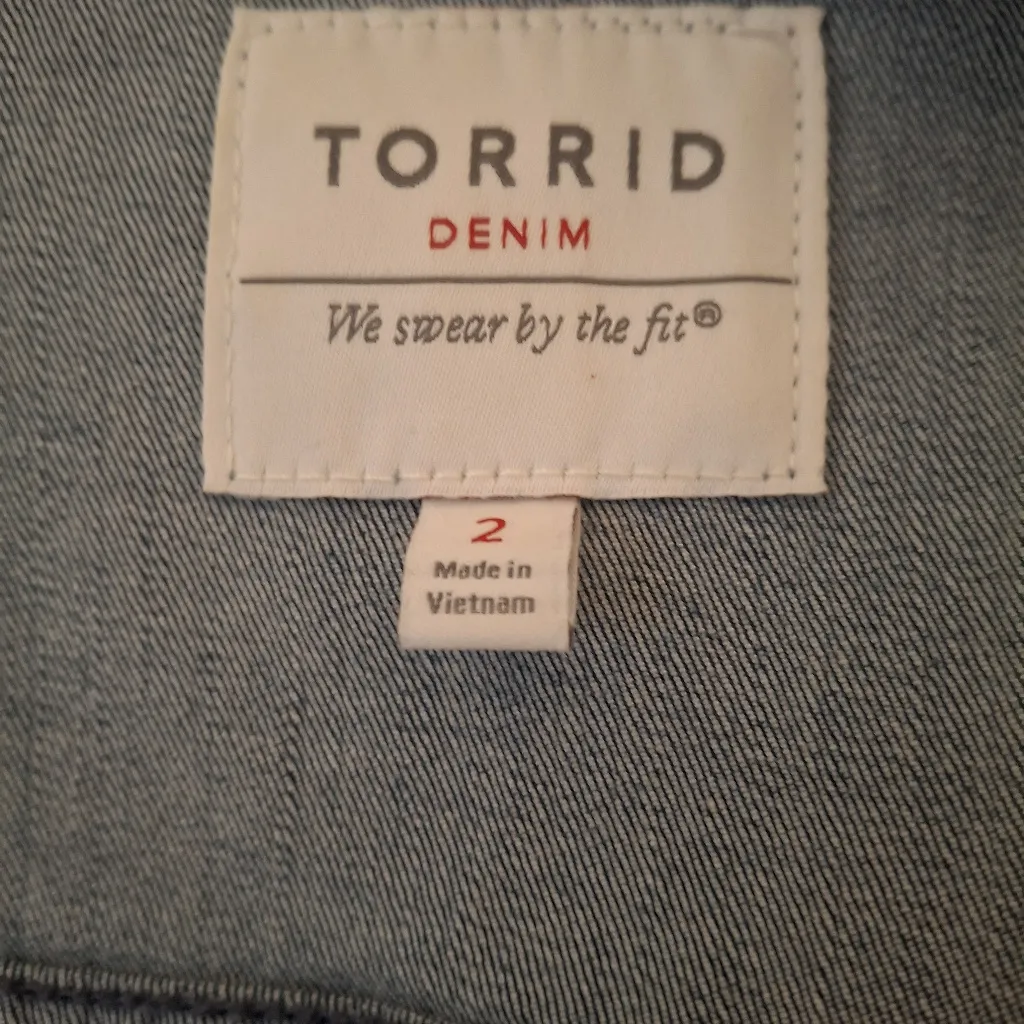 TORRID
DENIM
We swear by the fit®
2
Made in
Vietnam